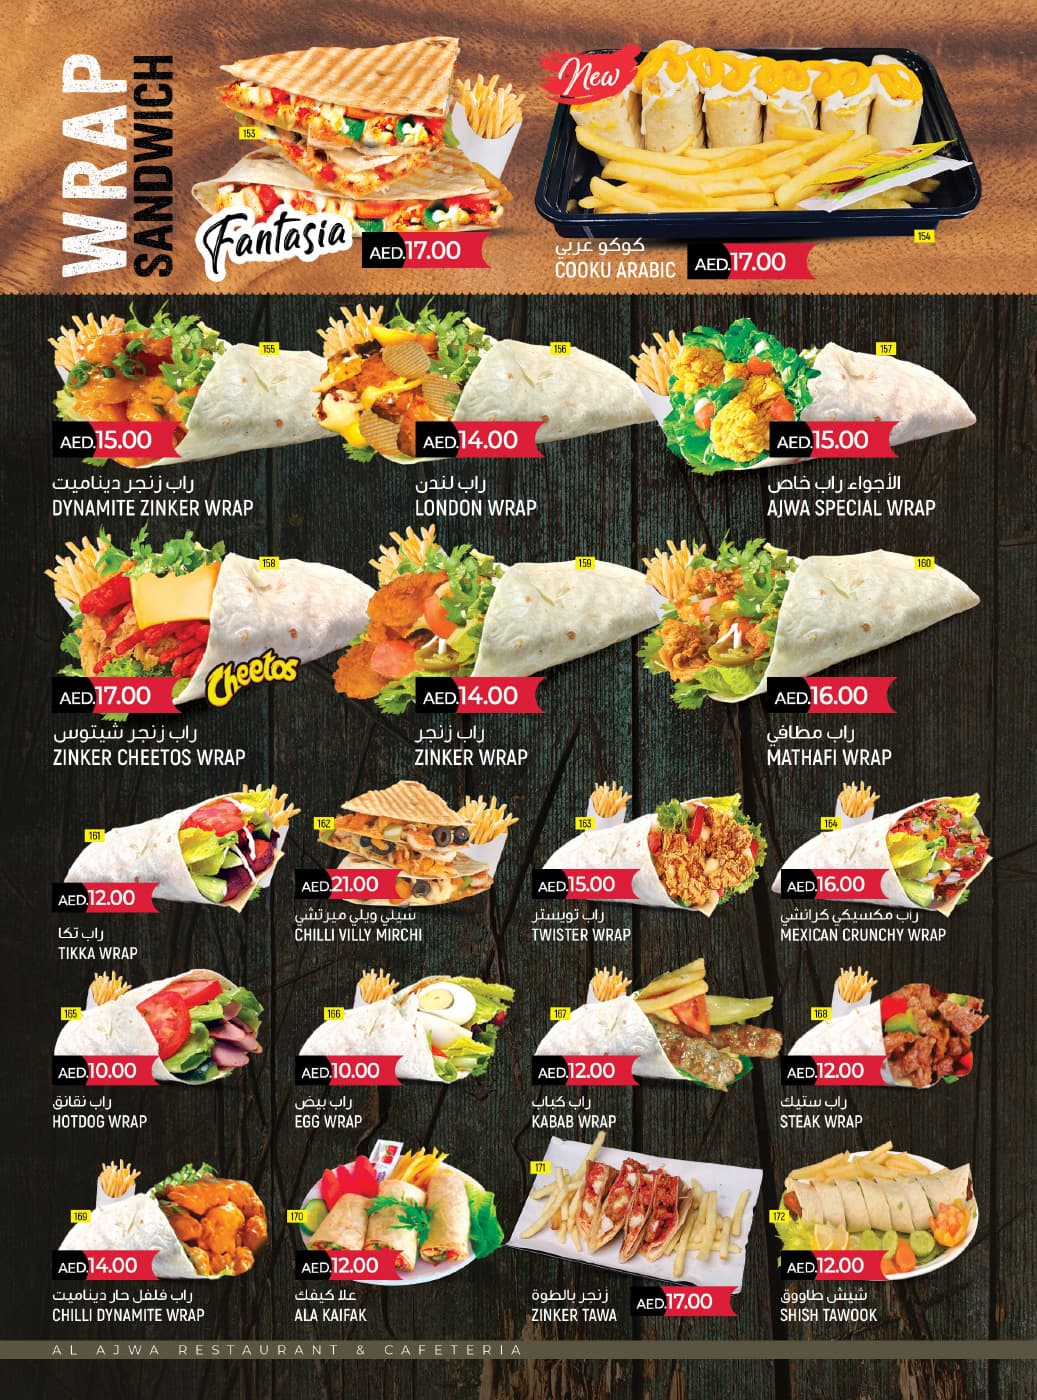 WRAP
SANDWICH
153
Fantasia
AED.17.00
New
154
كوكو عربي
COOKU ARABIC
AED.17.00
155
AED.15.00
راب زنجر ديناميت
DYNAMITE ZINKER WRAP
156
AED.14.00
راب لندن
LONDON WRAP
157
AED.15.00
الأجواء راب خاص
AJWA SPECIAL WRAP
158
Cheetos
AED.17.00
راب زنجر شيتوس
ZINKER CHEETOS WRAP
159
AED.14.00
راب زنجر
ZINKER WRAP
160
AED.16.00
راب مطافي
MATHAFI WRAP
161
AED.12.00
راب تكا
TIKKA WRAP
162
AED.21.00
سيلي ويلي ميرتشي
CHILLI VILLY MIRCHI
163
AED.15.00
راب تويستر
TWISTER WRAP
164
AED.16.00
راب مكسيكي كرانشي
MEXICAN CRUNCHY WRAP
165
AED.10.00
راب نقانق
HOTDOG WRAP
166
AED.10.00
راب بيض
EGG WRAP
167
AED.12.00
راب كباب
KABAB WRAP
168
AED.12.00
راب ستيك
STEAK WRAP
169
AED.14.00
راب فلفل حار ديناميت
CHILLI DYNAMITE WRAP
170
AED.12.00
علا كيفك
ALA KAIFAK
171
زنجر بالطوة
ZINKER TAWA
AED.17.00
172
AED.12.00
شيش طاووق
SHISH TAWOOK
AL AJWA RESTAURANT & CAFETERIA